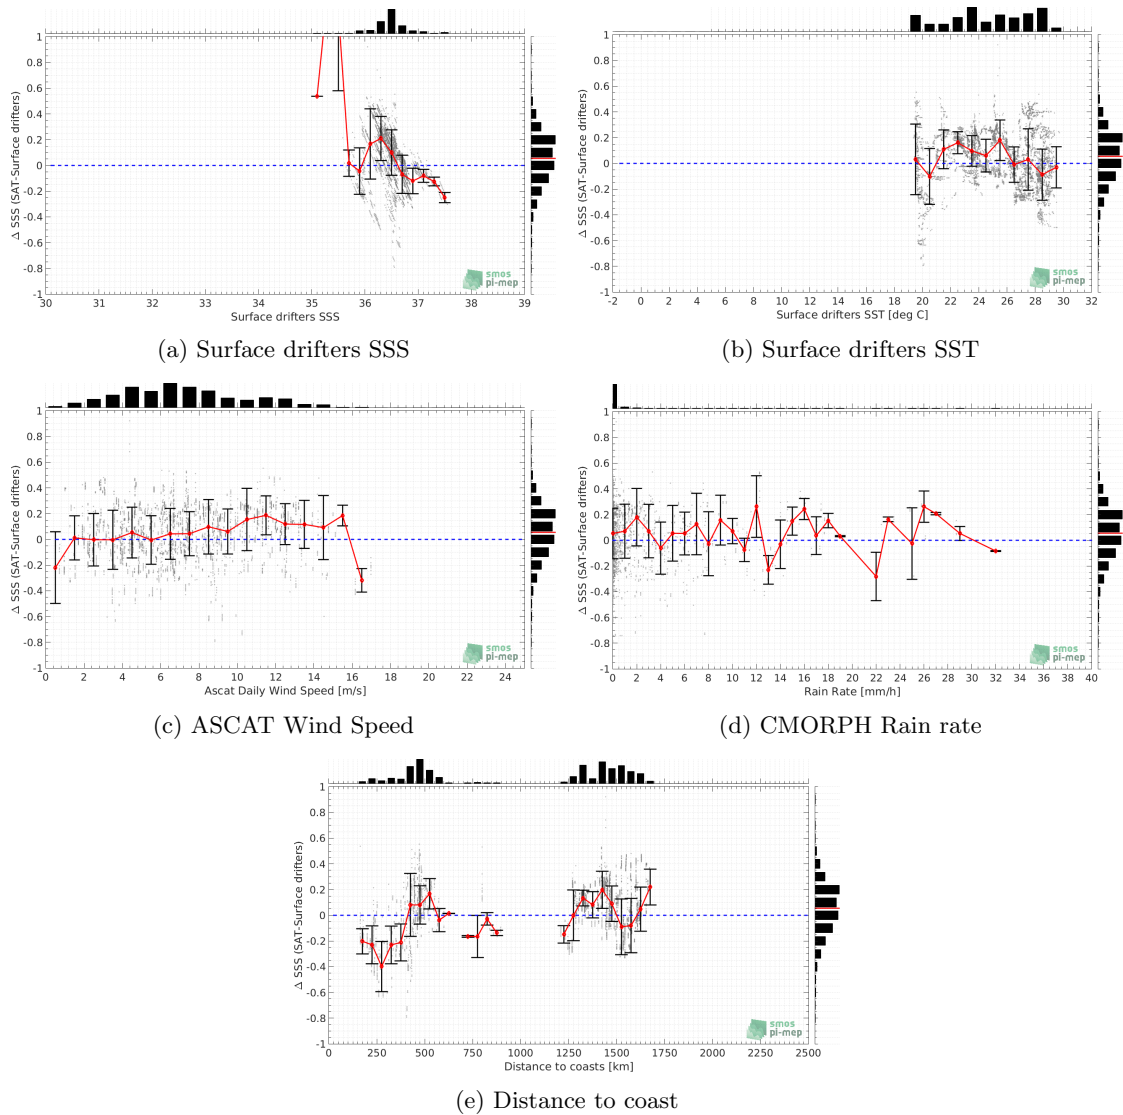 1
0.8
0.6
0.4
0.2
0
-0.2
-0.4
-0.6
-0.8
-1
Δ SSS (SAT-Surface drifters)
30 31 32 33 34 35 36 37 38 39
Surface drifters SSS
smos
pi-mep
(a) Surface drifters SSS
1
0.8
0.6
0.4
0.2
0
-0.2
-0.4
-0.6
-0.8
-1
Δ SSS (SAT-Surface drifters)
-2 0 2 4 6 8 10 12 14 16 18 20 22 24 26 28 30 32
Surface drifters SST [deg C]
smos
pi-mep
(b) Surface drifters SST
1
0.8
0.6
0.4
0.2
0
-0.2
-0.4
-0.6
-0.8
-1
Δ SSS (SAT-Surface drifters)
0 2 4 6 8 10 12 14 16 18 20 22 24
Ascat Daily Wind Speed [m/s]
smos
pi-mep
(c) ASCAT Wind Speed
1
0.8
0.6
0.4
0.2
0
-0.2
-0.4
-0.6
-0.8
-1
Δ SSS (SAT-Surface drifters)
0 2 4 6 8 10 12 14 16 18 20 22 24 26 28 30 32 34 36 38 40
Rain Rate [mm/h]
smos
pi-mep
(d) CMORPH Rain rate
1
0.8
0.6
0.4
0.2
0
-0.2
-0.4
-0.6
-0.8
-1
Δ SSS (SAT-Surface drifters)
0 250 500 750 1000 1250 1500 1750 2000 2250 2500
Distance to coasts [km]
smos
pi-mep
(e) Distance to coast